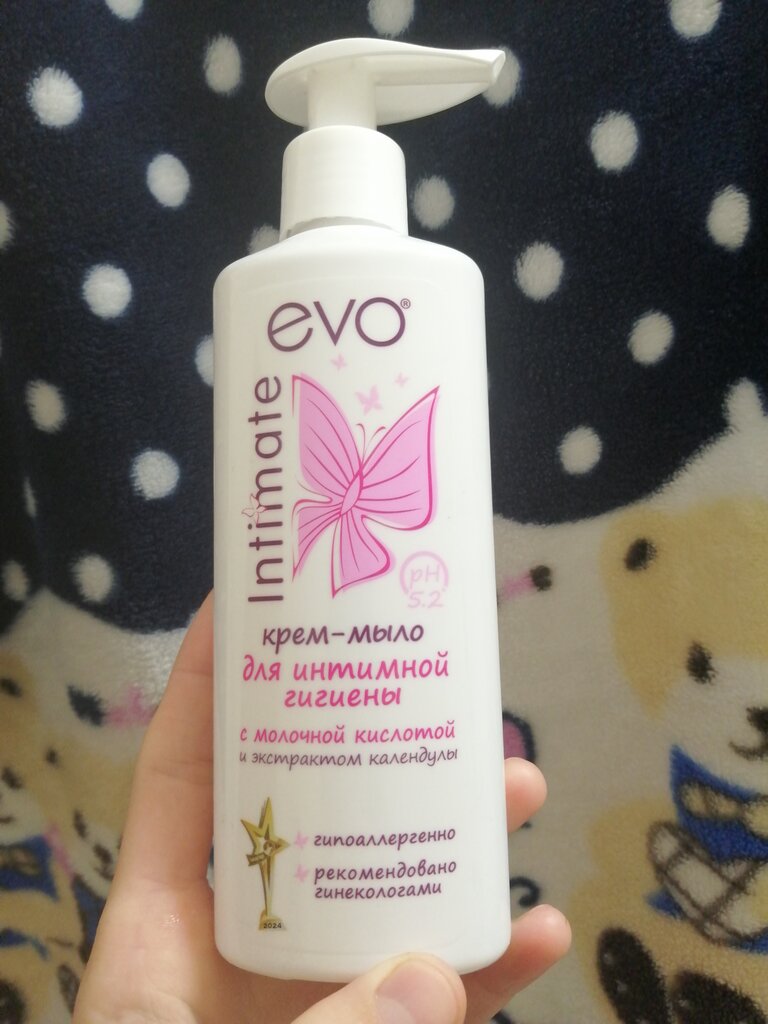 evo®
Intimate
pH
5.2
крем-мыло
для интимной
гигиены
с молочной кислотой
и экстрактом календулы
гипоаллергенно
рекомендовано
гинекологами
2024